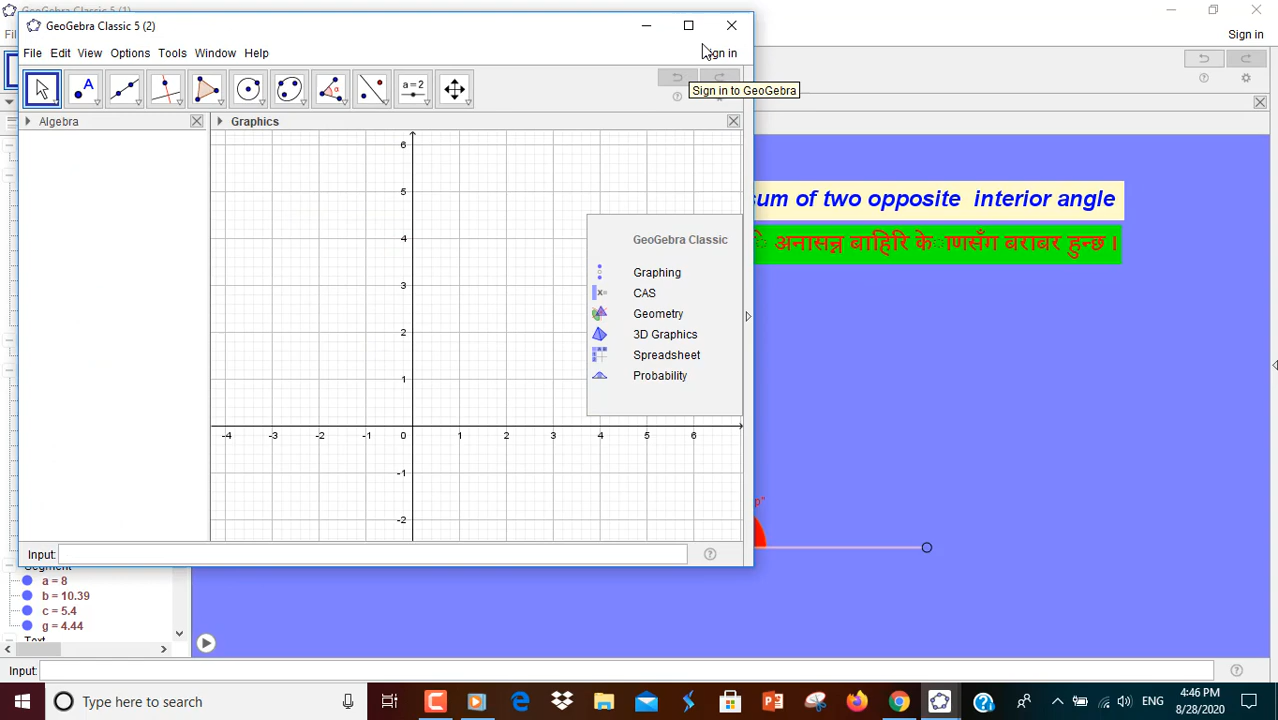 GeoGebra Classic 5 (2)
File Edit View Options Tools Window Help
Sign in
Sign in
A
α
a = 2
Sign in to GeoGebra
Algebra
Graphics
GeoGebra Classic
Graphing
CAS
Geometry
3D Graphics
Spreadsheet
Probability
6
5
4
3
2
1
-4 -3 -2 -1 0 1 2 3 4 5 6
-1
-2
Input:
um of two opposite interior angle
अनासन्न बाहिरि केाणसँग बराबर हुन्छ ।
a = 8
b = 10.39
c = 5.4
g = 4.44
Input:
Type here to search
ENG
4:46 PM
8/28/2020